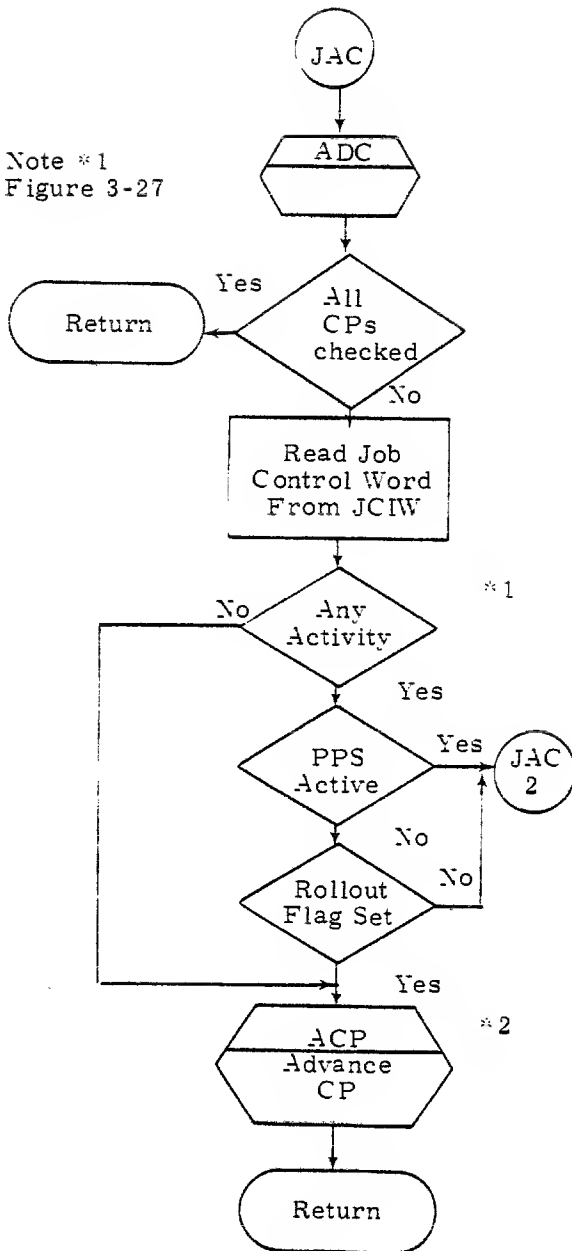 JAC
Note *1
Figure 3-27
ADC
Yes
All
CPs
checked
Return
No
Read Job
Control Word
From JCIW
*1
No
Any
Activity
Yes
PPS
Active
Yes
JAC
2
No
Rollout
Flag Set
No
Yes
*2
ACP
Advance
CP
Return